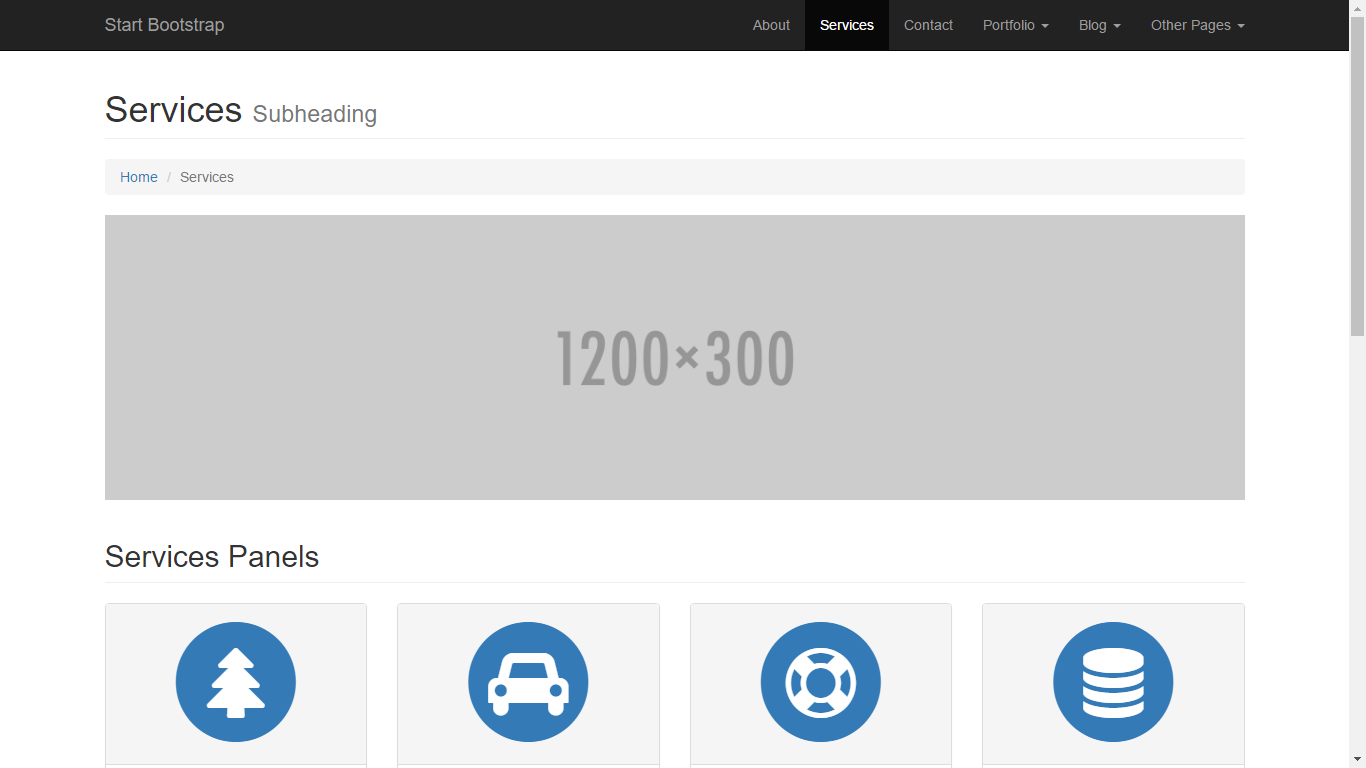 Start Bootstrap About Services Contact Portfolio Blog Other Pages
Services Subheading
Home / Services
1200×300
Services Panels